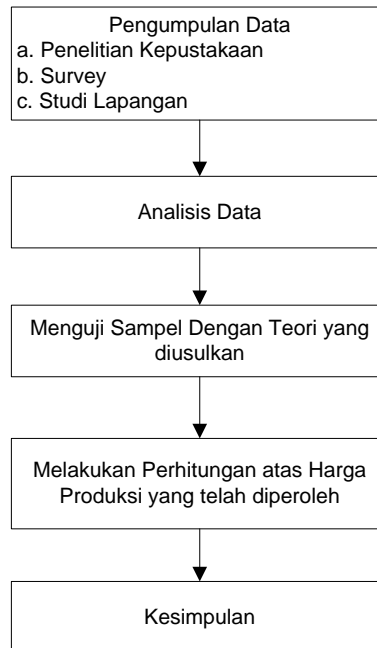 Pengumpulan Data
a. Penelitian Kepustakaan
b. Survey
c. Studi Lapangan
Analisis Data
Menguji Sampel Dengan Teori yang
diusulkan
Melakukan Perhitungan atas Harga
Produksi yang telah diperoleh
Kesimpulan